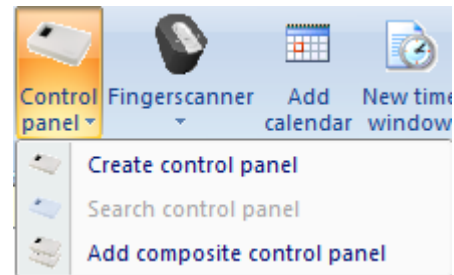 Control Fingerscanner Add New time
panel calendar window
Create control panel
Search control panel
Add composite control panel